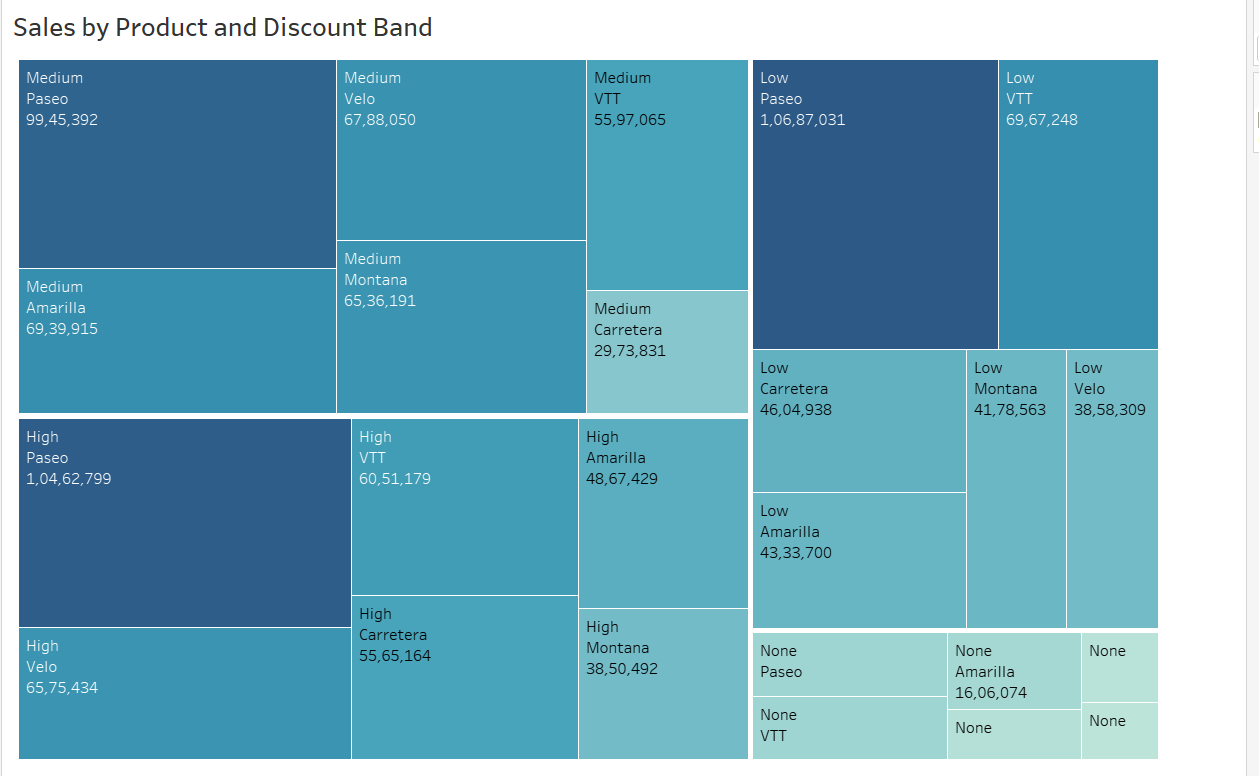 Sales by Product and Discount Band
Medium
Paseo
99,45,392
Medium
Amarilla
69,39,915
Medium
Velo
67,88,050
Medium
Montana
65,36,191
Medium
VTT
55,97,065
Medium
Carretera
29,73,831
High
Paseo
1,04,62,799
High
Velo
65,75,434
High
VTT
60,51,179
High
Carretera
55,65,164
High
Amarilla
48,67,429
High
Montana
38,50,492
Low
Paseo
1,06,87,031
Low
VTT
69,67,248
Low
Carretera
46,04,938
Low
Amarilla
43,33,700
Low
Montana
41,78,563
Low
Velo
38,58,309
None
Paseo
None
VTT
None
Amarilla
16,06,074
None
None
None